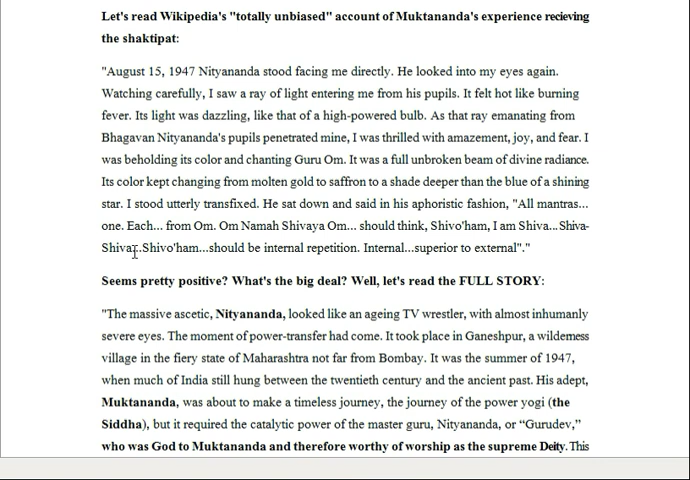 Let's read Wikipedia's "totally unbiased" account of Muktananda's experience recieving
the shaktipat:
"August 15, 1947 Nityananda stood facing me directly. He looked into my eyes again.
Watching carefully, I saw a ray of light entering me from his pupils. It felt hot like burning
fever. Its light was dazzling, like that of a high-powered bulb. As that ray emanating from
Bhagavan Nityananda's pupils penetrated mine, I was thrilled with amazement, joy, and fear. I
was beholding its color and chanting Guru Om. It was a full unbroken beam of divine radiance.
Its color kept changing from molten gold to saffron to a shade deeper than the blue of a shining
star. I stood utterly transfixed. He sat down and said in his aphoristic fashion, "All mantras...
one. Each... from Om. Om Namah Shivaya Om... should think, Shivo'ham, I am Shiva...Shiva-
Shiva...Shivo'ham...should be internal repetition. Internal...superior to external"."
Seems pretty positive? What's the big deal? Well, let's read the FULL STORY:
"The massive ascetic, Nityananda, looked like an ageing TV wrestler, with almost inhumanly
severe eyes. The moment of power-transfer had come. It took place in Ganeshpur, a wilderness
village in the fiery state of Maharashtra not far from Bombay. It was the summer of 1947,
when much of India still hung between the twentieth century and the ancient past. His adept,
Muktananda, was about to make a timeless journey, the journey of the power yogi (the
Siddha), but it required the catalytic power of the master guru, Nityananda, or “Gurudev,”
who was God to Muktananda and therefore worthy of worship as the supreme Deity. This